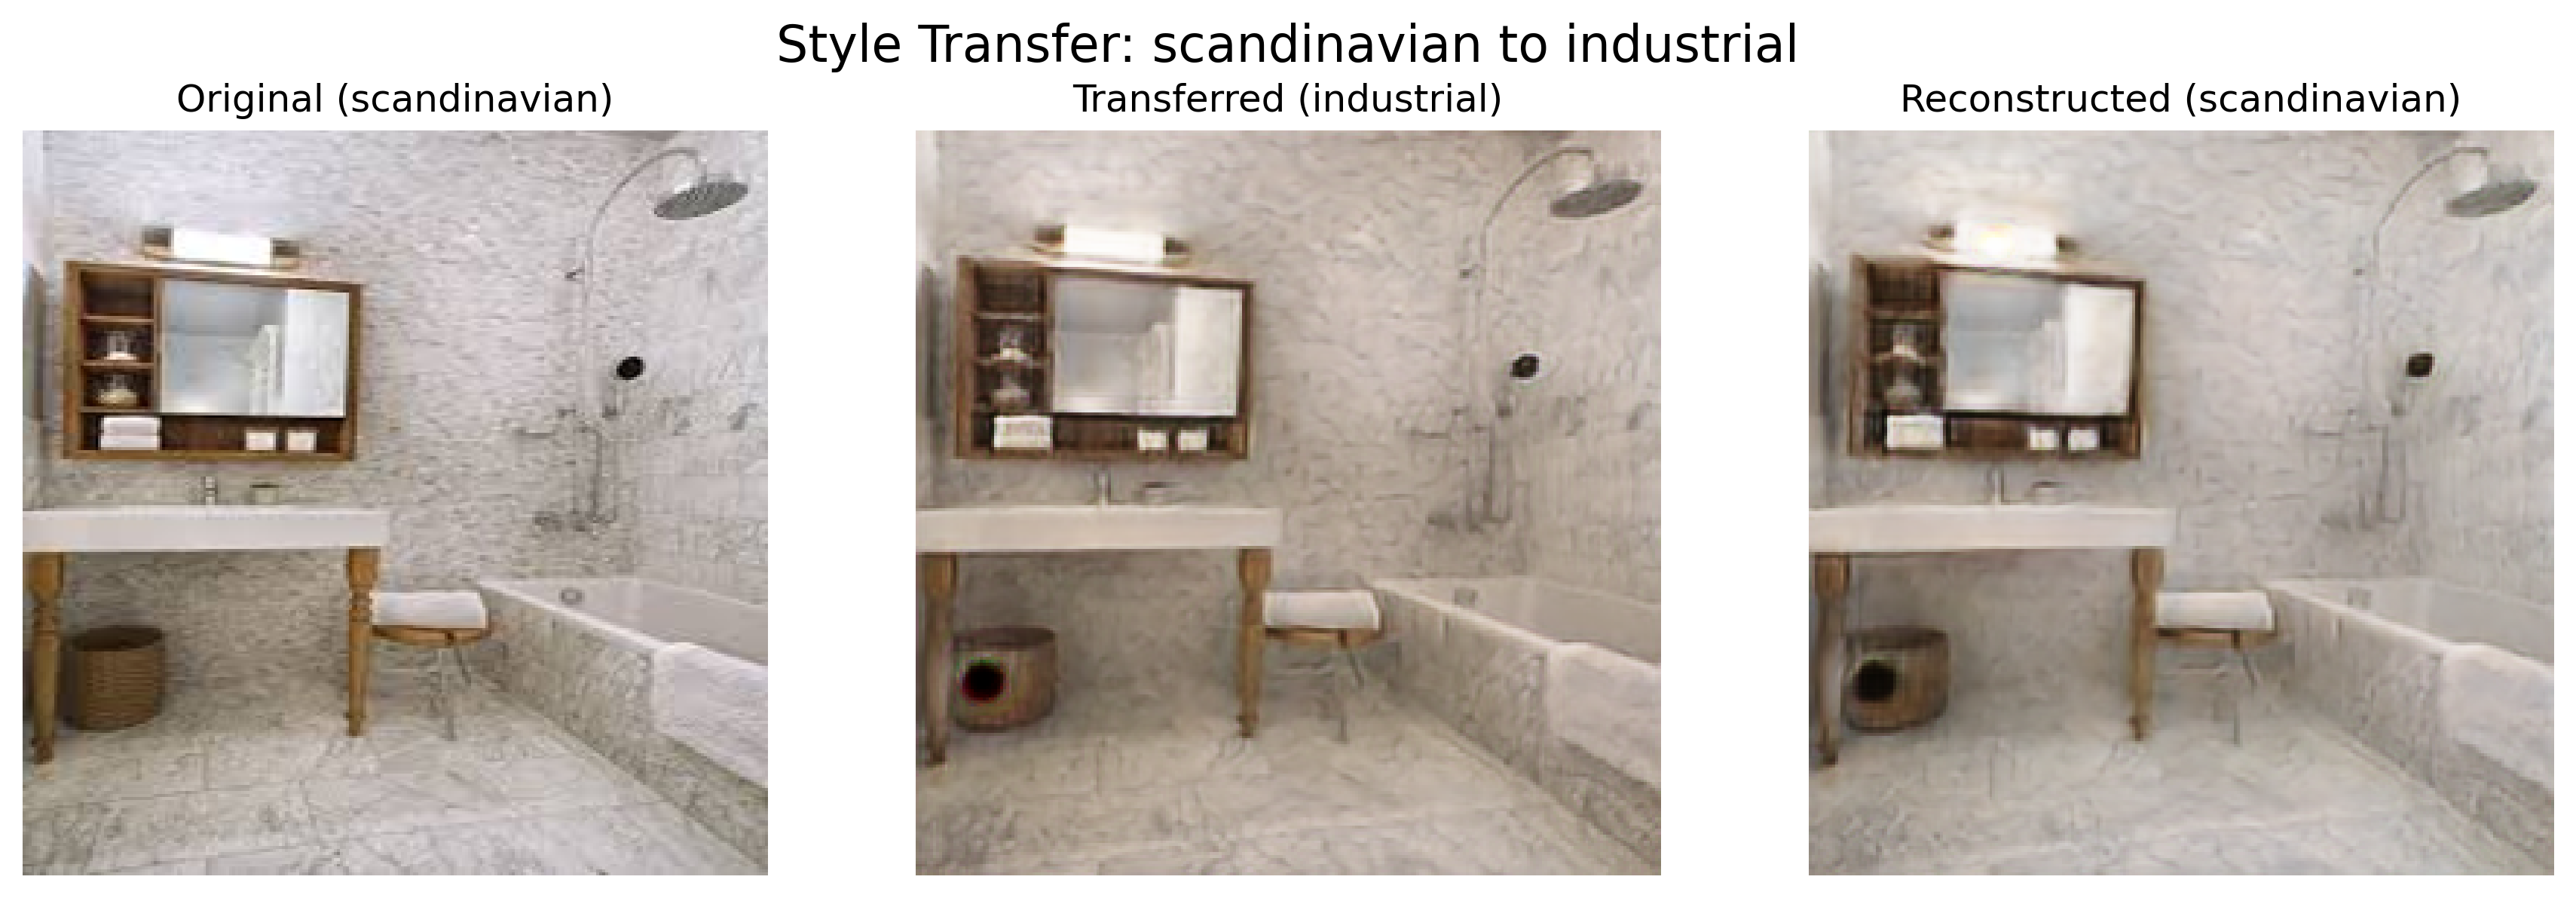 Style Transfer: scandinavian to industrial
Original (scandinavian)
Transferred (industrial)
Reconstructed (scandinavian)